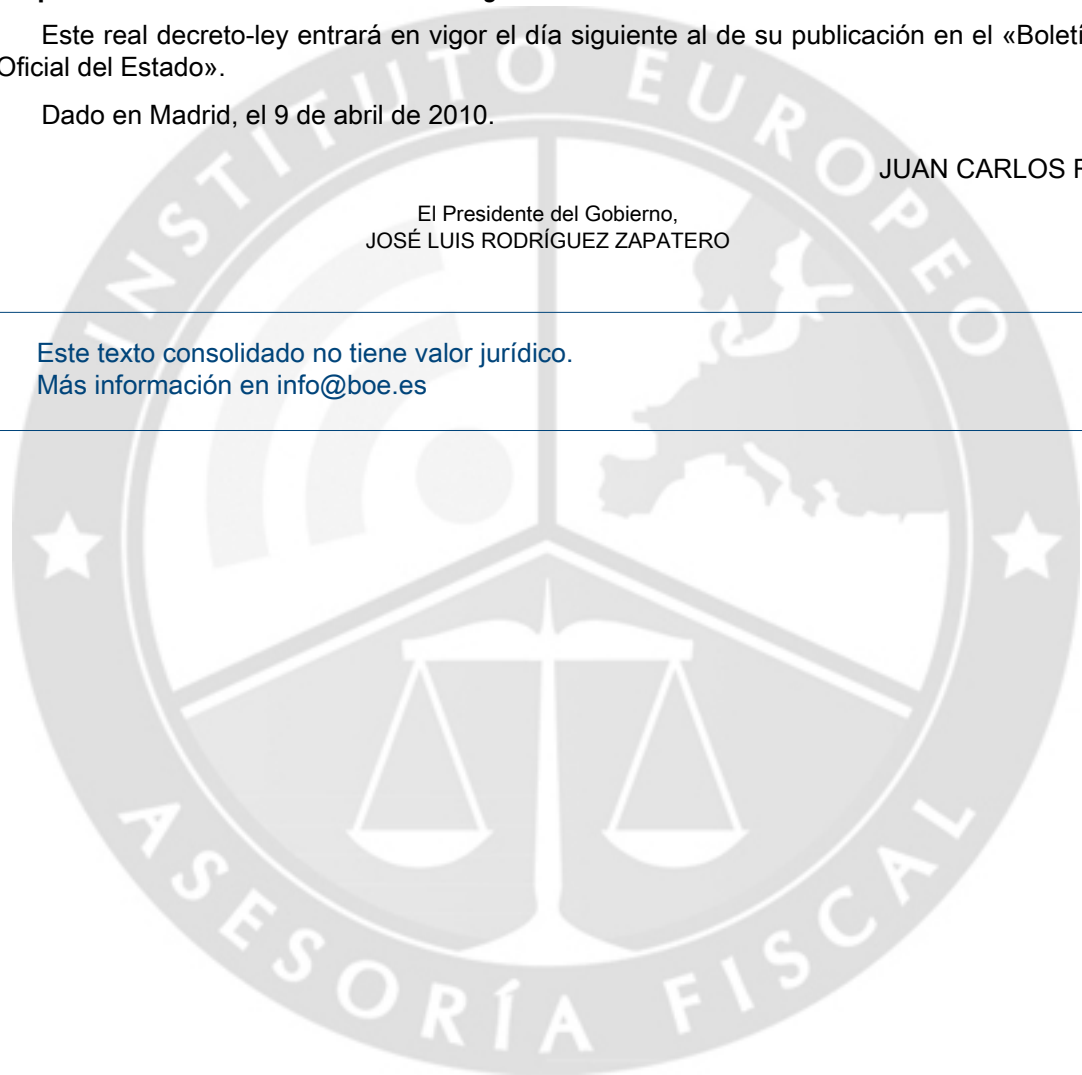 Este real decreto-ley entrará en vigor el día siguiente al de su publicación en el «Boletí
Oficial del Estado».
Dado en Madrid, el 9 de abril de 2010.
JUAN CARLOS
El Presidente del Gobierno,
JOSÉ LUIS RODRÍGUEZ ZAPATERO
Este texto consolidado no tiene valor jurídico.
Más información en info@boe.es
INSTITUTO EUROPEO
ASESORÍA FISCAL